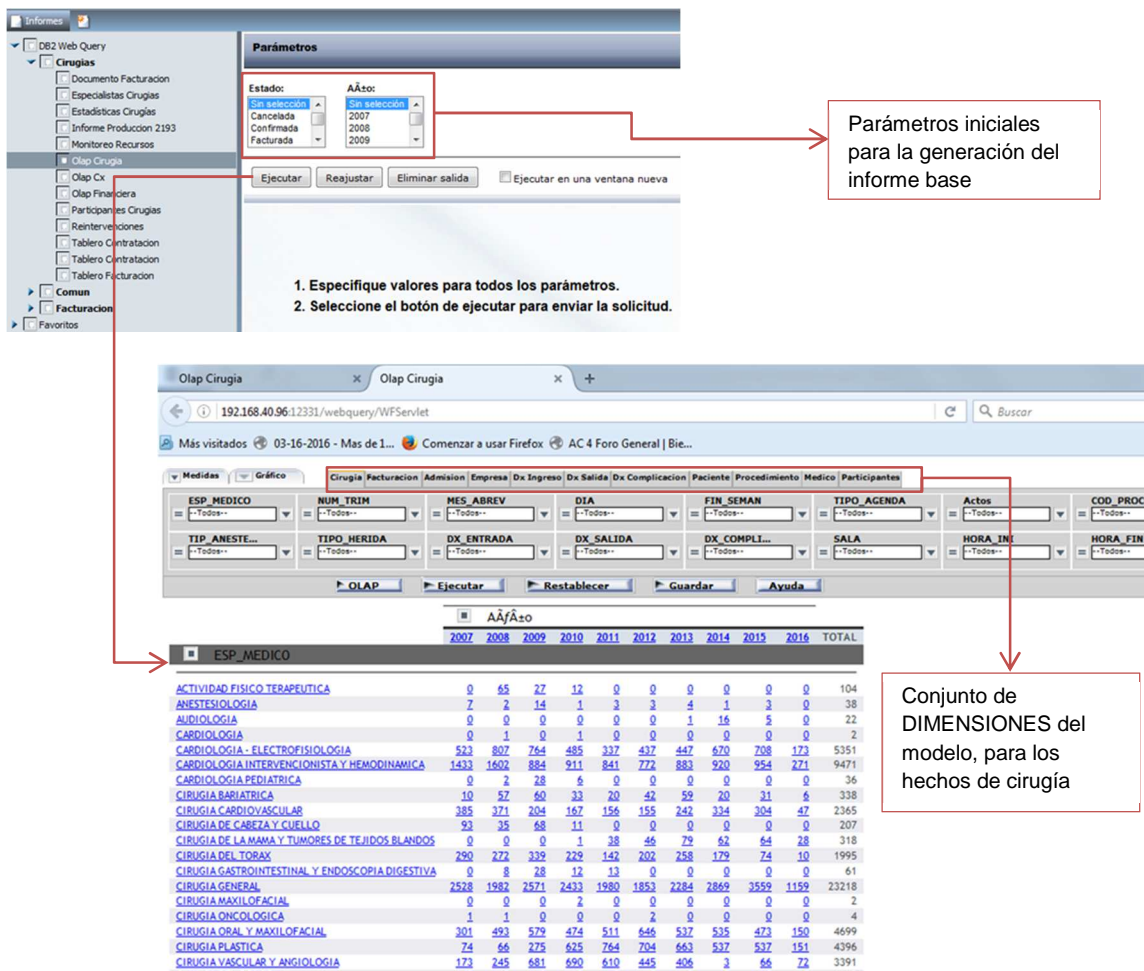 Informes
DB2 Web Query
Cirugias
Documento Facturacion
Especialistas Cirugias
Estadísticas Cirugías
Informe Produccion 2193
Monitoreo Recursos
Olap Cirugia
Olap Cx
Olap Financiera
Participantes Cirugias
Reintervenciones
Tablero Contratacion
Tablero Contratacion
Tablero Facturacion
Comun
Facturacion
Favoritos
Parámetros
Estado: AÃ±o:
Sin selección Sin selección
Cancelada 2007
Confirmada 2008
Facturada 2009
Ejecutar Reajustar Eliminar salida Ejecutar en una ventana nueva
1. Especifique valores para todos los parámetros.
2. Seleccione el botón de ejecutar para enviar la solicitud.
Parámetros iniciales
para la generación del
informe base
Olap Cirugia × Olap Cirugia × +
192.168.40.96:12331/webquery/WFServlet Buscar
Más visitados 03-16-2016 - Mas de 1... Comenzar a usar Firefox AC 4 Foro General | Bie...
Medidas Gráfico Cirugia Facturacion Admision Empresa Dx Ingreso Dx Salida Dx Complicacion Paciente Procedimiento Medico Participantes
ESP_MEDICO NUM_TRIM MES_ABREV DIA FIN_SEMAN TIPO_AGENDA Actos COD_PROC
= --Todos-- = --Todos-- = --Todos-- = --Todos-- = --Todos-- = --Todos-- = --Todos-- = --Todos--
TIP_ANESTE... TIPO_HERIDA DX_ENTRADA DX_SALIDA DX_COMPLI... SALA HORA_INI HORA_FIN
= --Todos-- = --Todos-- = --Todos-- = --Todos-- = --Todos-- = --Todos-- = --Todos-- = --Todos--
OLAP Ejecutar Restablecer Guardar Ayuda
AÃƒÂ±o
2007 2008 2009 2010 2011 2012 2013 2014 2015 2016 TOTAL
ESP_MEDICO
ACTIVIDAD FISICO TERAPEUTICA 0 65 27 12 0 0 0 0 0 0 104
ANESTESIOLOGIA 7 2 14 1 3 3 4 1 3 0 38
AUDIOLOGIA 0 0 0 0 0 0 1 16 5 0 22
CARDIOLOGIA 0 1 0 1 0 0 0 0 0 0 2
CARDIOLOGIA - ELECTROFISIOLOGIA 523 807 764 485 337 437 447 670 708 173 5351
CARDIOLOGIA INTERVENCIONISTA Y HEMODINAMICA 1433 1602 884 911 841 772 883 920 954 271 9471
CARDIOLOGIA PEDIATRICA 0 2 28 6 0 0 0 0 0 0 36
CIRUGIA BARIATRICA 10 57 60 33 20 42 59 20 31 6 338
CIRUGIA CARDIOVASCULAR 385 371 204 167 156 155 242 334 304 47 2365
CIRUGIA DE CABEZA Y CUELLO 93 35 68 11 0 0 0 0 0 0 207
CIRUGIA DE LA MAMA Y TUMORES DE TEJIDOS BLANDOS 0 0 0 1 38 46 79 62 64 28 318
CIRUGIA DEL TORAX 290 272 339 229 142 202 258 179 74 10 1995
CIRUGIA GASTROINTESTINAL Y ENDOSCOPIA DIGESTIVA 0 8 28 12 13 0 0 0 0 0 61
CIRUGIA GENERAL 2528 1982 2571 2433 1980 1853 2284 2869 3559 1159 23218
CIRUGIA MAXILOFACIAL 0 0 0 2 0 0 0 0 0 0 2
CIRUGIA ONCOLOGICA 1 1 0 0 0 2 0 0 0 0 4
CIRUGIA ORAL Y MAXILOFACIAL 301 493 579 474 511 646 537 535 473 150 4699
CIRUGIA PLASTICA 74 66 275 625 764 704 663 537 537 151 4396
CIRUGIA VASCULAR Y ANGIOLOGIA 173 245 681 690 610 445 406 3 66 72 3391
Conjunto de
DIMENSIONES del
modelo, para los
hechos de cirugía